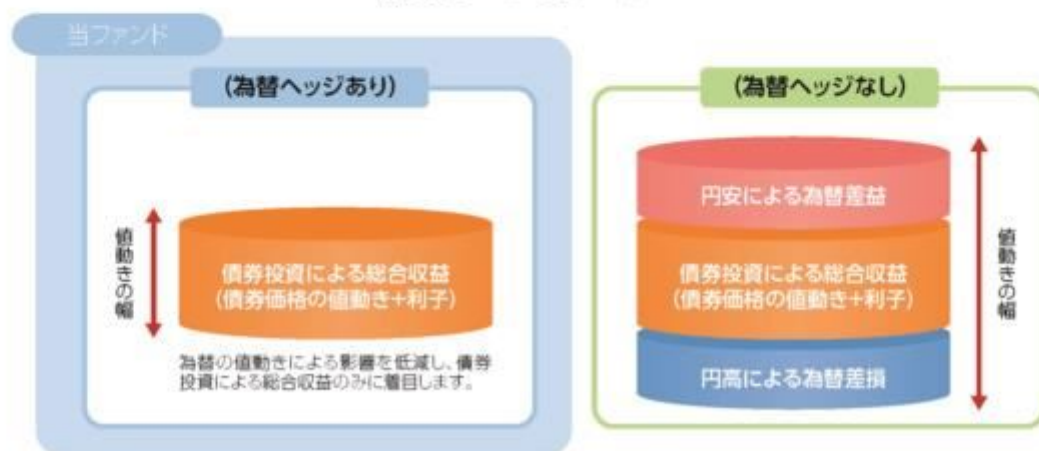 当ファンド
(為替ヘッジあり)
値動きの幅
債券投資による総合収益
(債券価格の値動き+利子)
為替の値動きによる影響を低減し、債券
投資による総合収益のみに着目します。
(為替ヘッジなし)
円安による為替差益
債券投資による総合収益
(債券価格の値動き+利子)
円高による為替差損
値動きの幅